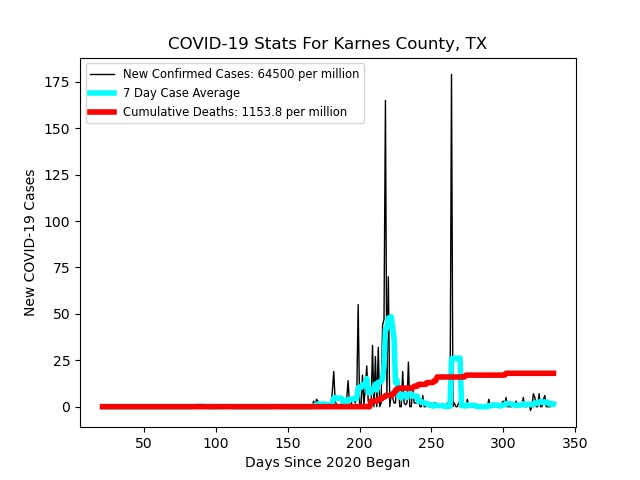 COVID-19 Stats For Karnes County, TX
New Confirmed Cases: 64500 per million
7 Day Case Average
Cumulative Deaths: 1153.8 per million
New COVID-19 Cases
175
150
125
100
75
50
25
0
50
100
150
200
250
300
350
Days Since 2020 Began